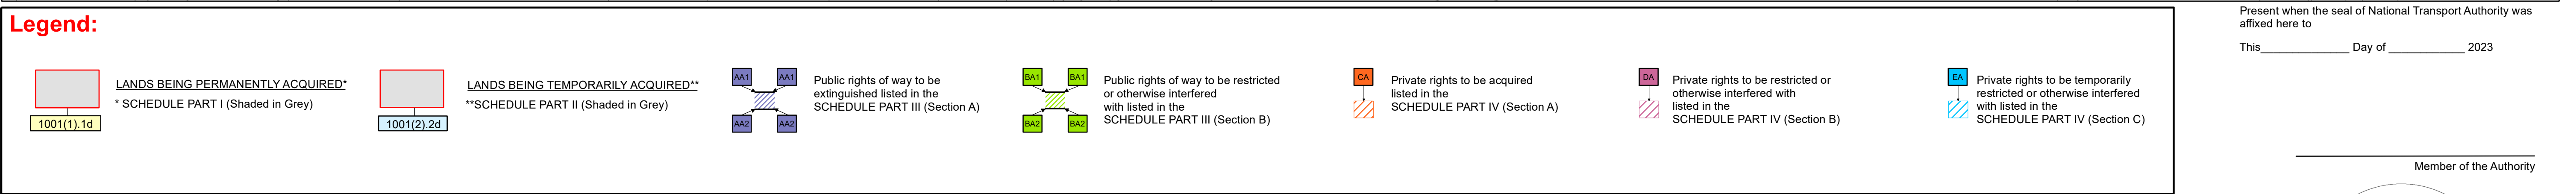 Legend:
LANDS BEING PERMANENTLY ACQUIRED*
* SCHEDULE PART I (Shaded in Grey)
1001(1).1d
LANDS BEING TEMPORARILY ACQUIRED**
**SCHEDULE PART II (Shaded in Grey)
1001(2).2d
AA1 AA1
AA2 AA2
Public rights of way to be
extinguished listed in the
SCHEDULE PART III (Section A)
BA1 BA1
BA2 BA2
Public rights of way to be restricted
or otherwise interfered
with listed in the
SCHEDULE PART III (Section B)
CA
Private rights to be acquired
listed in the
SCHEDULE PART IV (Section A)
DA
Private rights to be restricted or
otherwise interfered with
listed in the
SCHEDULE PART IV (Section B)
EA
Private rights to be temporarily
restricted or otherwise interfered
with listed in the
SCHEDULE PART IV (Section C)
Present when the seal of National Transport Authority was
affixed here to
This______________ Day of ____________ 2023
Member of the Authority